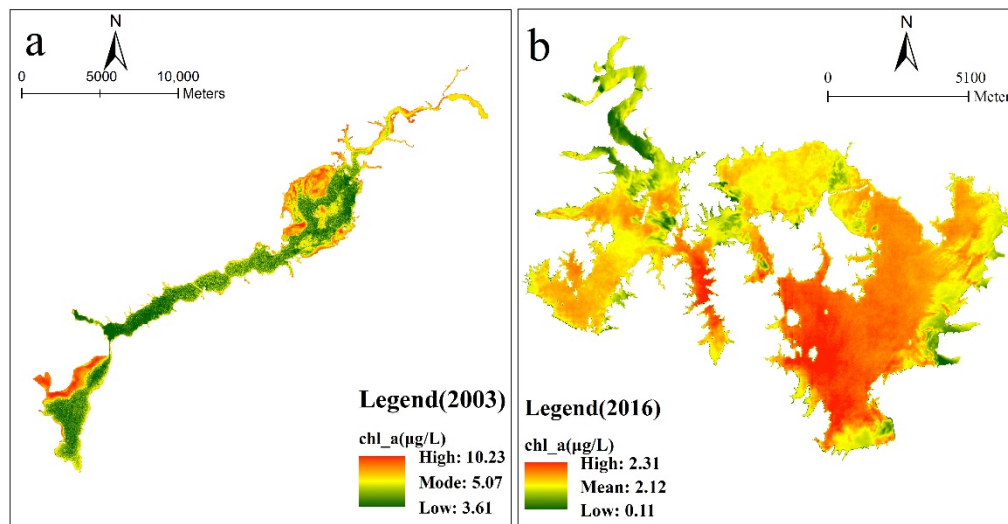 a
N
0 5000 10,000
Meters
Legend(2003)
chl_a(µg/L)
High: 10.23
Mode: 5.07
Low: 3.61
b
N
0 5100
Meter
Legend(2016)
chl_a(µg/L)
High: 2.31
Mean: 2.12
Low: 0.11